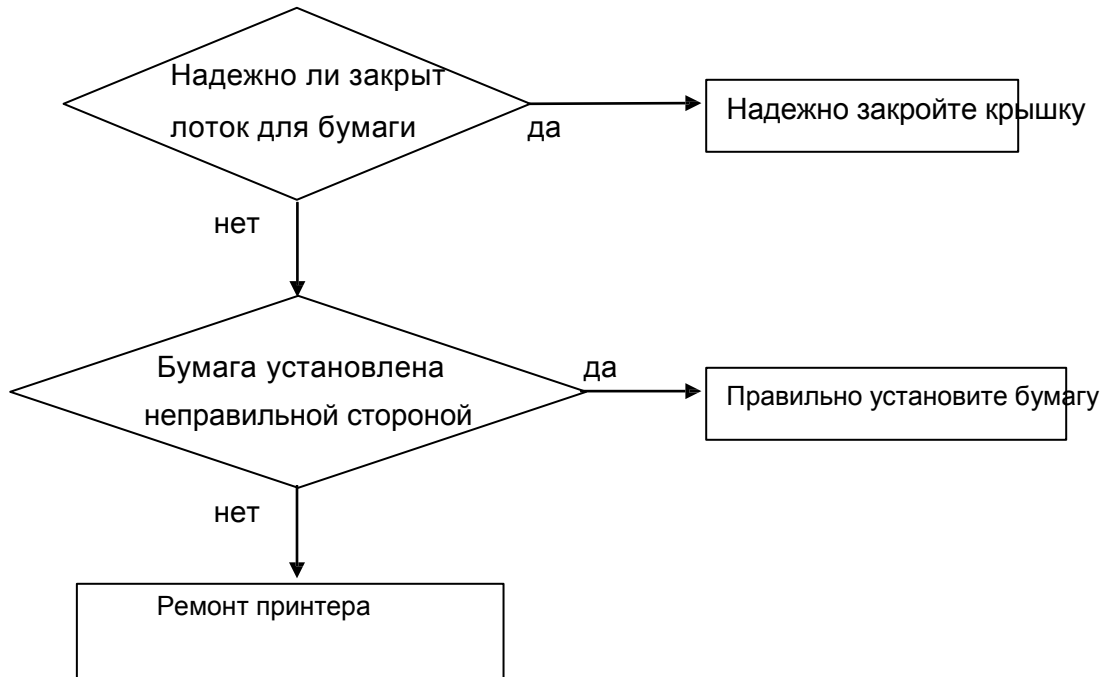 Надежно ли закрыт
лоток для бумаги
да
Надежно закройте крышку
нет
Бумага установлена
неправильной стороной
да
Правильно установите бумагу
нет
Ремонт принтера